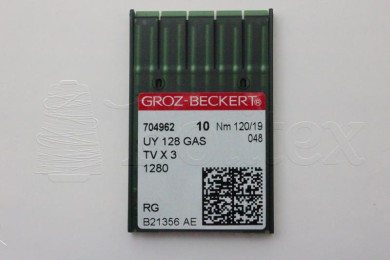 GROZ-BECKERT®
704962 10 Nm 120/19
UY 128 GAS 048
TV X 3
1280
RG
B21356 AE